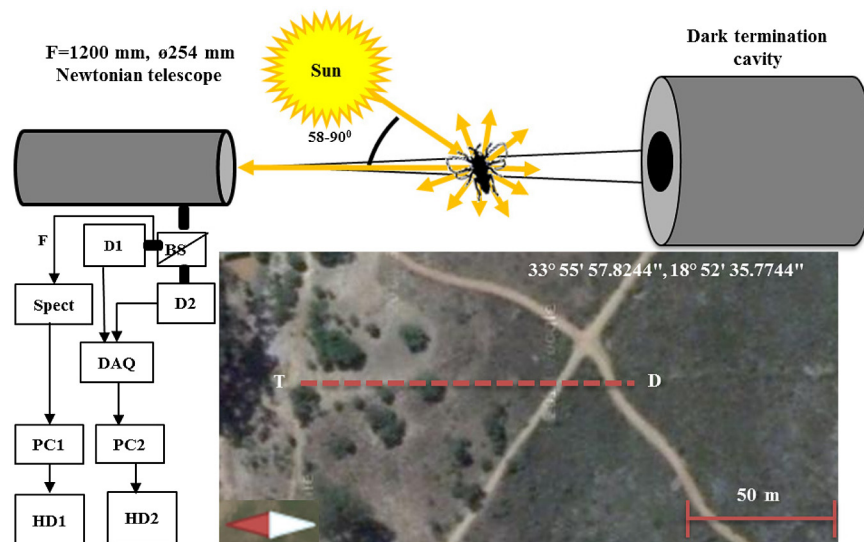 F=1200 mm, ø254 mm
Newtonian telescope
Sun
Dark termination
cavity
58-90⁰
F
D1
BS
Spect
D2
DAQ
PC1
PC2
HD1
HD2
33° 55' 57.8244", 18° 52' 35.7744"
T
D
50 m